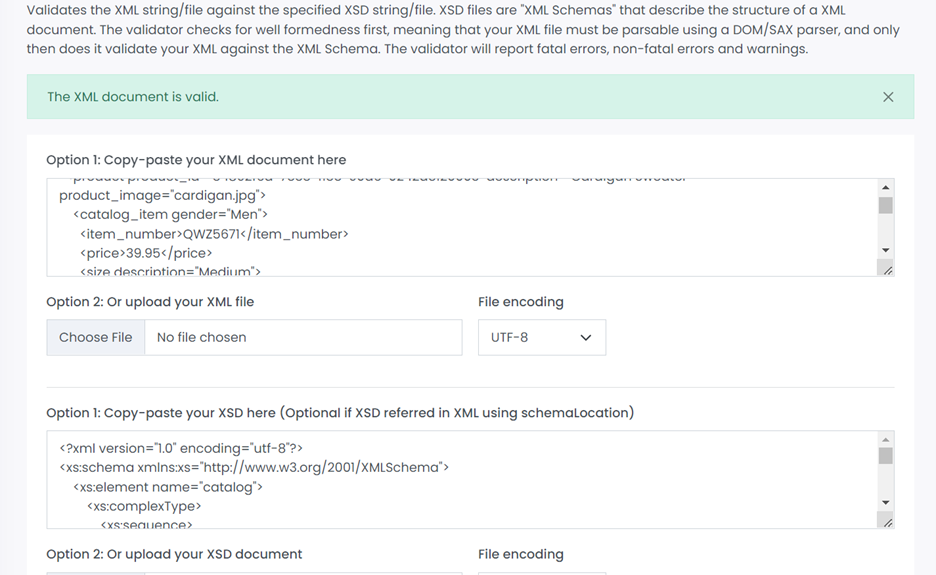 Validates the XML string/file against the specified XSD string/file. XSD files are "XML Schemas" that describe the structure of a XML
document. The validator checks for well formedness first, meaning that your XML file must be parsable using a DOM/SAX parser, and only
then does it validate your XML against the XML Schema. The validator will report fatal errors, non-fatal errors and warnings.
The XML document is valid.
Option 1: Copy-paste your XML document here
product_image="cardigan.jpg">
<catalog_item gender="Men">
<item_number>QWZ5671</item_number>
<price>39.95</price>
<size description="Medium">
Option 2: Or upload your XML file
File encoding
Choose File
No file chosen
UTF-8
Option 1: Copy-paste your XSD here (Optional if XSD referred in XML using schemaLocation)
<?xml version="1.0" encoding="utf-8"?>
<xs:schema xmlns:xs="http://www.w3.org/2001/XMLSchema">
<xs:element name="catalog">
<xs:complexType>
<xs:sequence>
Option 2: Or upload your XSD document
File encoding